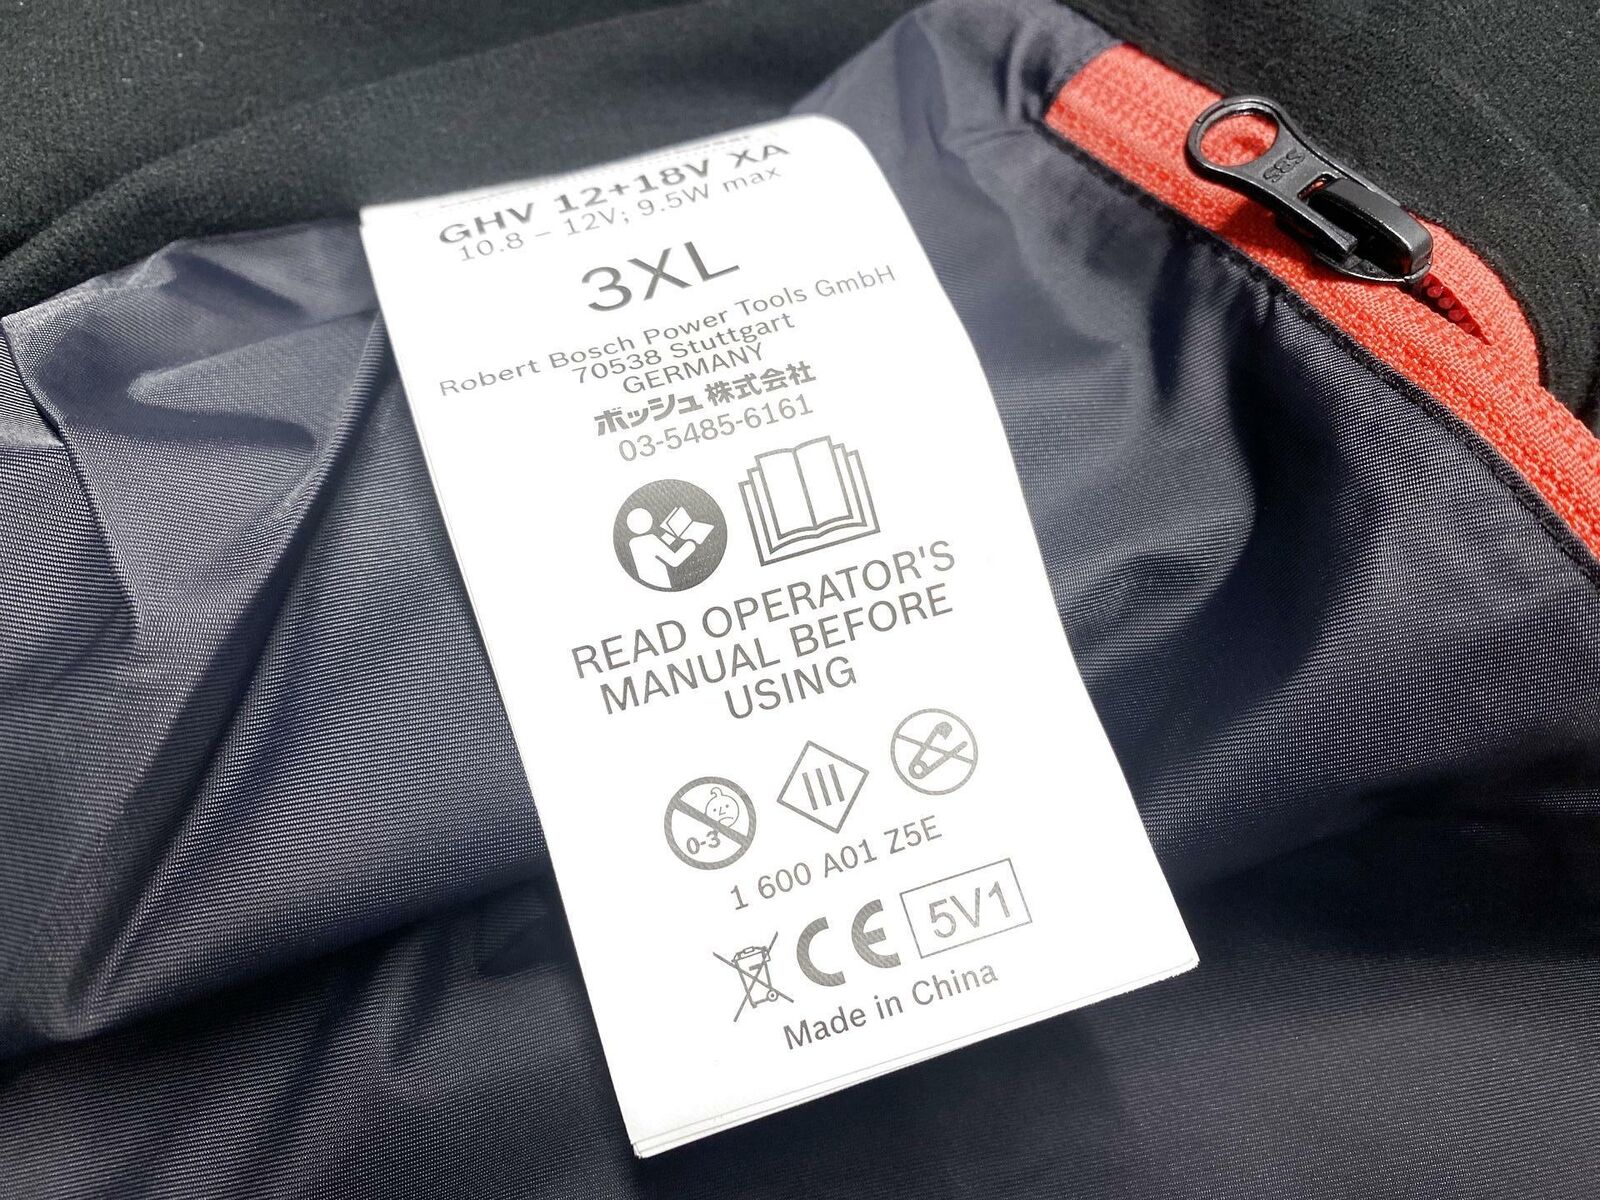 GHV 12+18V XA
10.8 – 12V; 9.5W max
3XL
Robert Bosch Power Tools GmbH
70538 Stuttgart
GERMANY
ボッシュ株式会社
03-5485-6161
READ OPERATOR'S
MANUAL BEFORE
USING
0-3
1 600 A01 Z5E
CE 5V1
Made in China
SBS